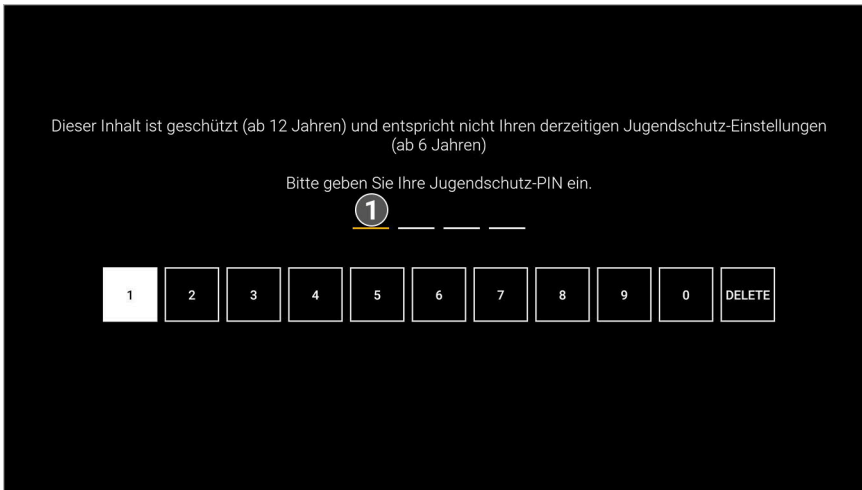 Dieser Inhalt ist geschützt (ab 12 Jahren) und entspricht nicht Ihren derzeitigen Jugendschutz-Einstellungen
(ab 6 Jahren)
Bitte geben Sie Ihre Jugendschutz-PIN ein.
1
1 2 3 4 5 6 7 8 9 0 DELETE